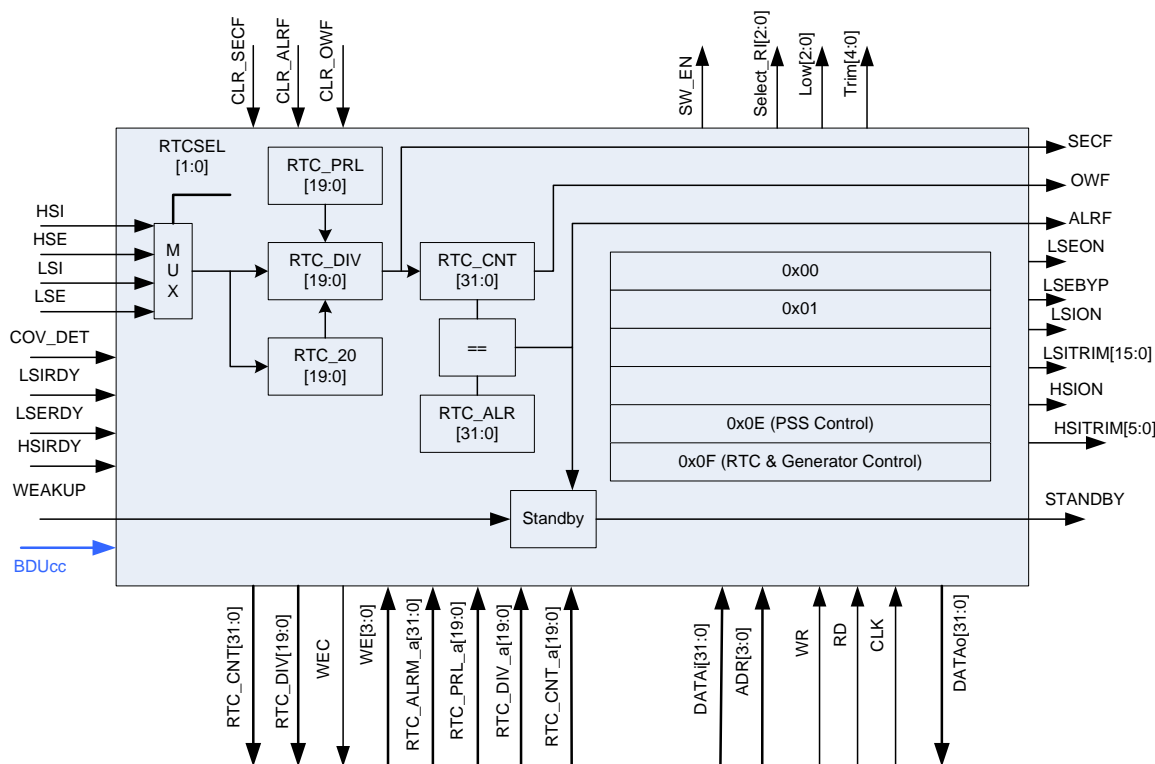 CLR_SECF
CLR_ALRF
CLR_OWF
SW_EN
Select_RI[2:0]
Low[2:0]
Trim[4:0]
RTCSEL
[1:0]
RTC_PRL
[19:0]
SECF
OWF
ALRF
HSI
HSE
LSI
LSE
M
U
X
RTC_DIV
[19:0]
RTC_CNT
[31:0]
0x00
0x01
LSEON
LSEBYP
LSION
LSITRIM[15:0]
HSION
HSITRIM[5:0]
COV_DET
LSIRDY
LSERDY
HSIRDY
WEAKUP
BDUcc
RTC_20
[19:0]
==
RTC_ALR
[31:0]
0x0E (PSS Control)
0x0F (RTC & Generator Control)
Standby
STANDBY
RTC_CNT[31:0]
RTC_DIV[19:0]
WEC
WE[3:0]
RTC_ALRM_a[31:0]
RTC_PRL_a[19:0]
RTC_DIV_a[19:0]
RTC_CNT_a[19:0]
DATAi[31:0]
ADR[3:0]
WR
RD
CLK
DATAo[31:0]